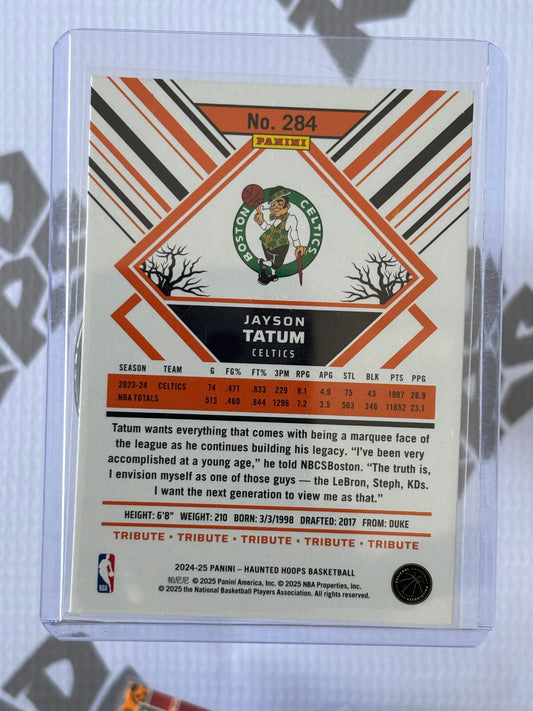 No. 284
PANINI
BOSTON CELTICS
JAYSON
TATUM
CELTICS
SEASON TEAM G FG% FT% 3PM RPG APG STL BLK PTS PPG
2023-24 CELTICS 74 .471 .833 229 8.1 4.9 75 43 1987 26.9
NBA TOTALS 513 .460 .844 1296 7.2 3.5 563 346 11852 23.1
Tatum wants everything that comes with being a marquee face of
the league as he continues building his legacy. “I’ve been very
accomplished at a young age,” he told NBCSBoston. “The truth is,
I envision myself as one of those guys — the LeBron, Steph, KDs.
I want the next generation to view me as that.”
HEIGHT: 6'8" WEIGHT: 210 BORN: 3/3/1998 DRAFTED: 2017 FROM: DUKE
TRIBUTE • TRIBUTE • TRIBUTE • TRIBUTE • TRIBUTE
2024-25 PANINI – HAUNTED HOOPS BASKETBALL
帕尼尼 © 2025 Panini America, Inc. © 2025 NBA Properties, Inc.
© 2025 the National Basketball Players Association. All rights reserved.
NBA